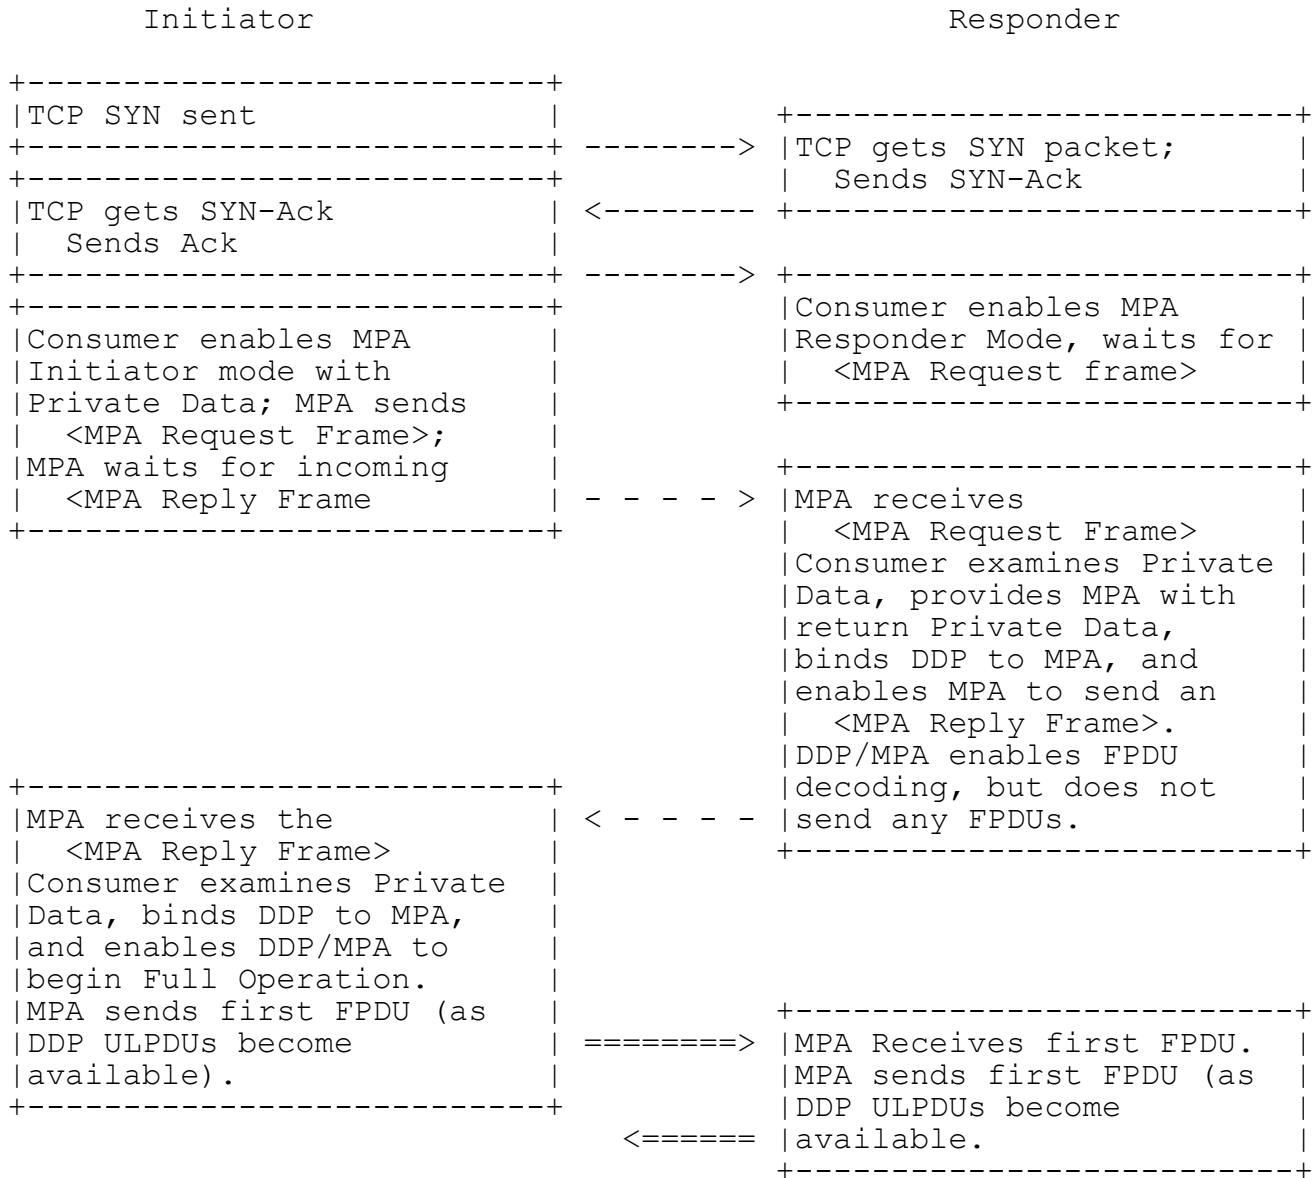 Initiator                                 Responder

+---------------------------+
|TCP SYN sent               |           +--------------------------+
+---------------------------+ --------> |TCP gets SYN packet;      |
+---------------------------+           |  Sends SYN-Ack           |
|TCP gets SYN-Ack           | <-------- +--------------------------+
|  Sends Ack                |
+---------------------------+ --------> +--------------------------+
+---------------------------+           |Consumer enables MPA      |
|Consumer enables MPA       |           |Responder Mode, waits for |
|Initiator mode with        |           |  <MPA Request frame>     |
|Private Data; MPA sends    |           +--------------------------+
|  <MPA Request Frame>;     |
|MPA waits for incoming     |           +--------------------------+
|  <MPA Reply Frame         | - - - - > |MPA receives              |
+---------------------------+           |  <MPA Request Frame>     |
                                        |Consumer examines Private |
                                        |Data, provides MPA with   |
                                        |return Private Data,      |
                                        |binds DDP to MPA, and     |
                                        |enables MPA to send an    |
                                        |  <MPA Reply Frame>.      |
                                        |DDP/MPA enables FPDU      |
+---------------------------+           |decoding, but does not    |
|MPA receives the           | < - - - - |send any FPDUs.           |
|  <MPA Reply Frame>        |           +--------------------------+
|Consumer examines Private  |
|Data, binds DDP to MPA,    |
|and enables DDP/MPA to     |
|begin Full Operation.      |
|MPA sends first FPDU (as   |           +--------------------------+
|DDP ULPDUs become          | ========> |MPA Receives first FPDU.  |
|available).                |           |MPA sends first FPDU (as  |
+---------------------------+           |DDP ULPDUs become         |
                                <====== |available.                |
                                        +--------------------------+